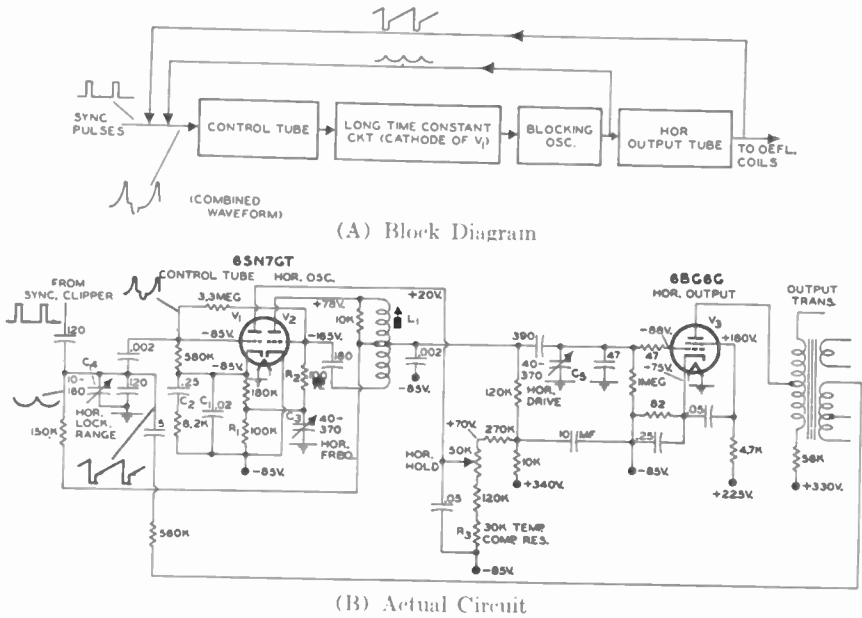 SYNC
PULSES
CONTROL TUBE
LONG TIME CONSTANT
CKT (CATHODE OF V1)
BLOCKING
OSC.
HOR
OUTPUT TUBE
TO OEFL.
COILS
(COMBINED
WAVEFORM)
(A) Block Diagram
6SN7GT
CONTROL TUBE HOR. OSC.
6BG6G
HOR. OUTPUT
OUTPUT
TRANS.
FROM
SYNC. CLIPPER
3.3MEG
V1
V2
+78V.
10K
+20V.
L1
V3
+180V.
120
.002
-85V.
-85V.
-165V.
180
.002
-85V.
390
40-
370
HOR.
DRIVE
C5
47
-88V.
47
-75V.
1MEG
580K
C4
10-
160
120
HOR.
LOCK.
RANGE
.25
C2
C1
.02
8.2K
180K
R1
100K
R2
100
C3
40-
370
HOR.
FRBQ.
120K
82
.05
150K
5
+70V.
270K
10 MF
.25
HOR.
HOLD
50K
10K
+340V.
-85V.
4.7K
+225V.
56K
+330V.
-85V.
.05
120K
R3
30K TEMP.
COMP. RES.
560K
-85V.
(B) Actual Circuit